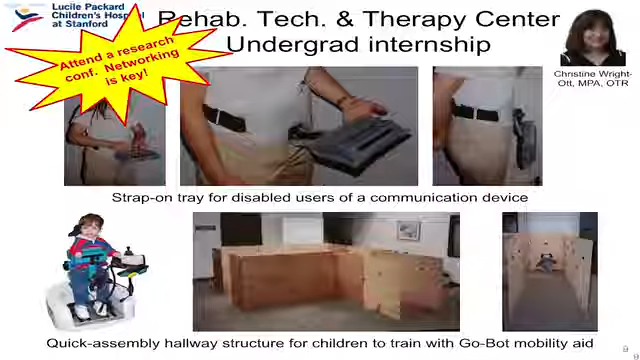 Lucile Packard
Children's Hospital
at Stanford
Rehab. Tech. & Therapy Center
Undergrad internship
Attend a research
conf. Networking
is key!
Christine Wright-
Ott, MPA, OTR
Strap-on tray for disabled users of a communication device
Quick-assembly hallway structure for children to train with Go-Bot mobility aid
9
9